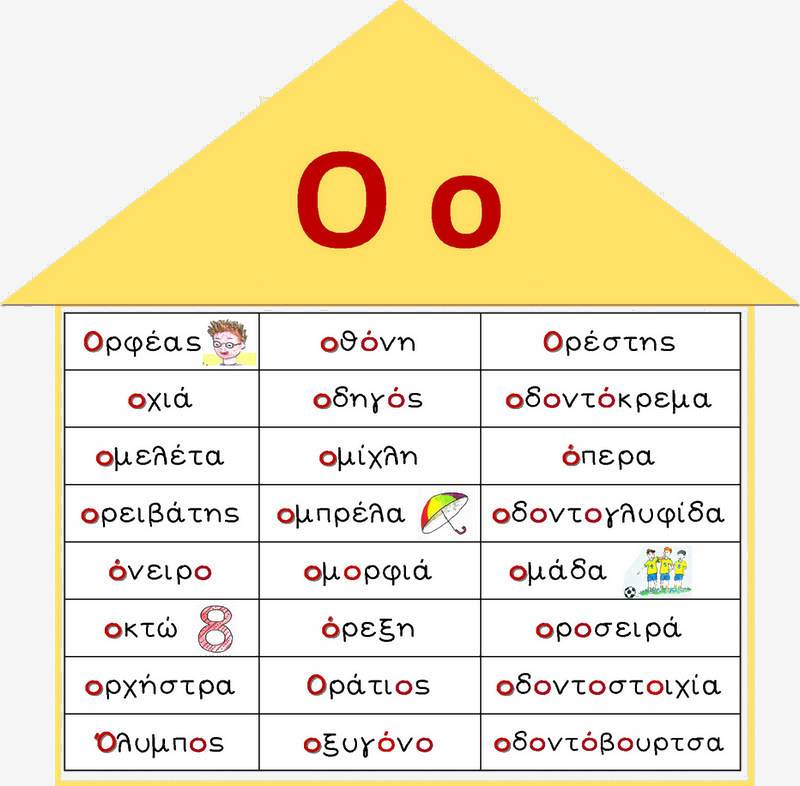 Ο ο
Ορφέας οθόνη Ορέστης
οχιά οδηγός οδοντόκρεμα
ομελέτα ομίχλη όπερα
ορειβάτης ομπρέλα οδοντογλυφίδα
όνειρο ομορφιά ομάδα
οκτώ 8 όρεξη οροσειρά
ορχήστρα Οράτιος οδοντοστοιχία
Όλυμπος οξυγόνο οδοντόβουρτσα